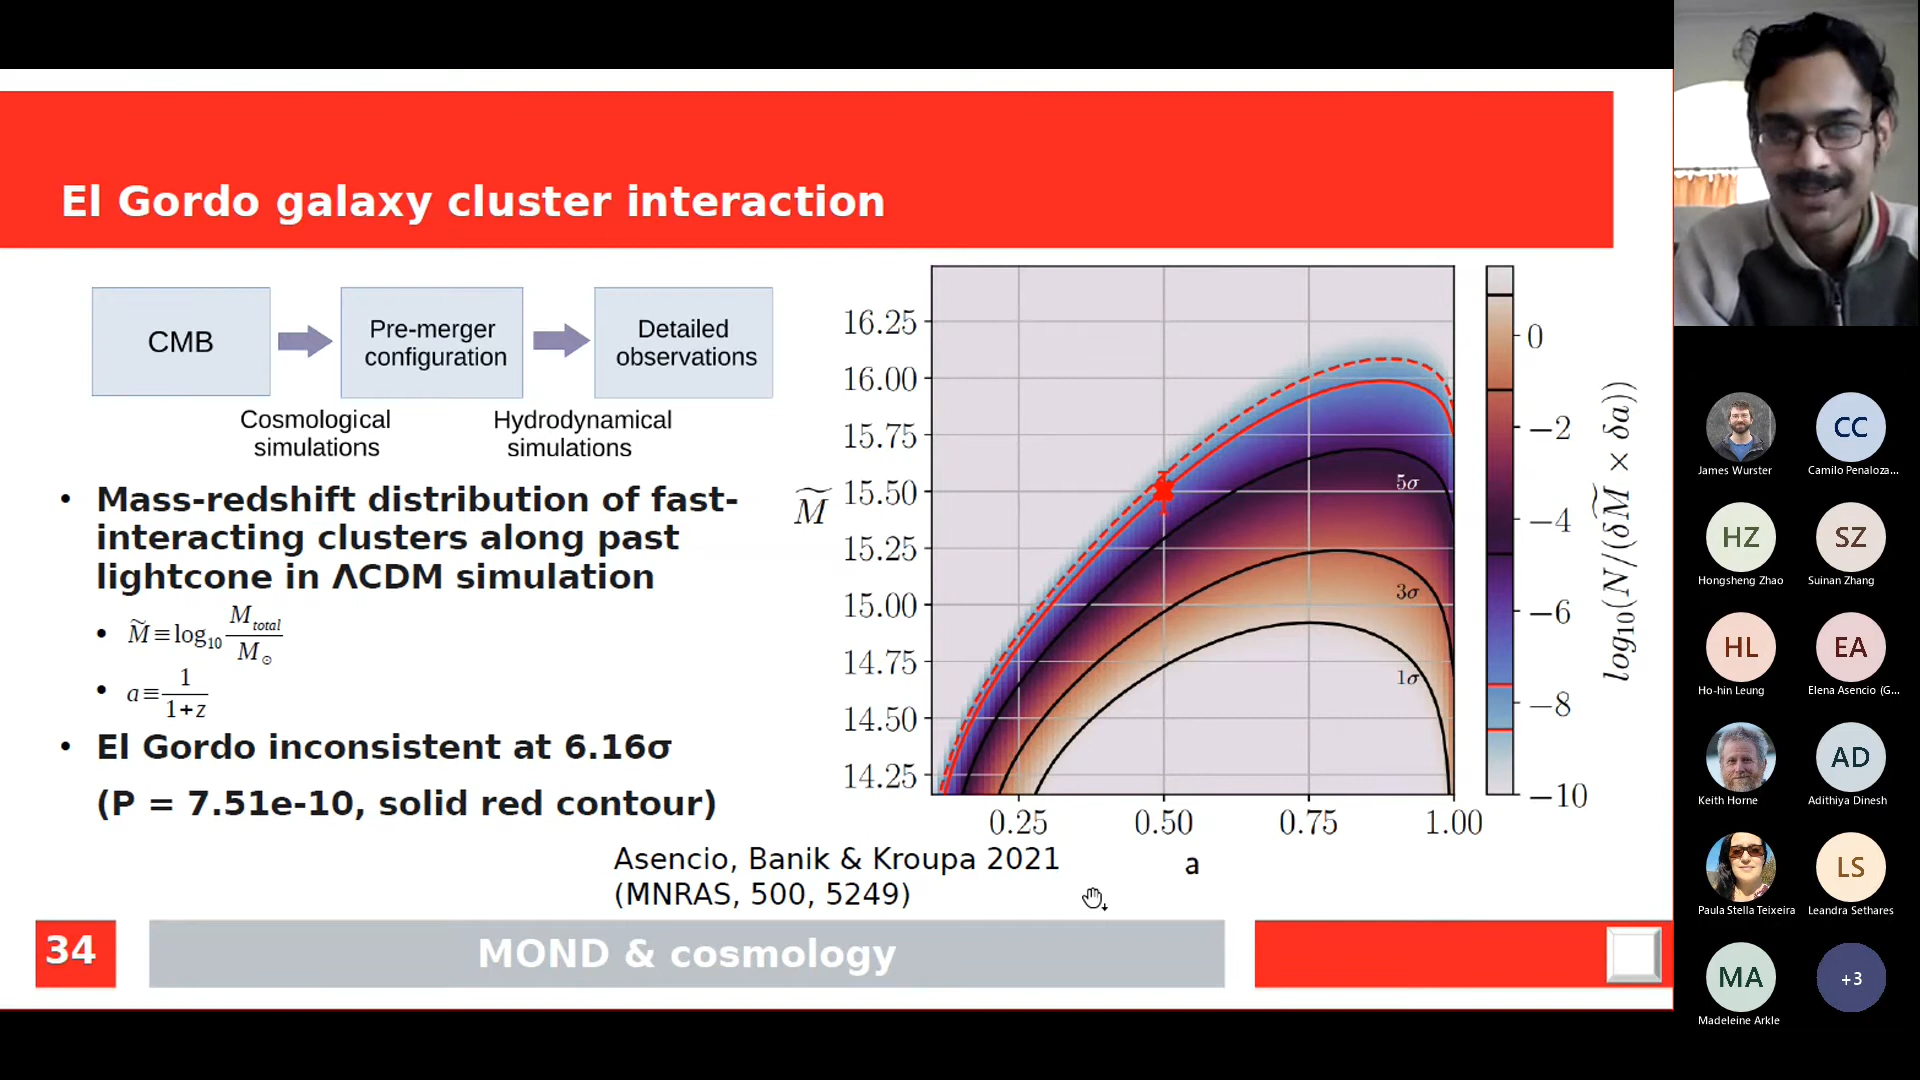 El Gordo galaxy cluster interaction
CMB
Pre-merger
configuration
Detailed
observations
Cosmological
simulations
Hydrodynamical
simulations
• Mass-redshift distribution of fast-
interacting clusters along past
lightcone in ΛCDM simulation
• M̃ ≡ log₁₀ M_total / M_☉
• a ≡ 1 / 1+z
• El Gordo inconsistent at 6.16σ
(P = 7.51e-10, solid red contour)
M̃
16.25
16.00
15.75
15.50
15.25
15.00
14.75
14.50
14.25
5σ
3σ
1σ
0.25 0.50 0.75 1.00
a
0
−2
−4
−6
−8
−10
log₁₀(N/(δM̃ × δa))
Asencio, Banik & Kroupa 2021
(MNRAS, 500, 5249)
34
MOND & cosmology
James Wurster
CC
Camilo Penaloza...
HZ
Hongsheng Zhao
SZ
Suinan Zhang
HL
Ho-hin Leung
EA
Elena Asencio (G...
Keith Horne
AD
Adithiya Dinesh
Paula Stella Teixeira
LS
Leandra Sethares
MA
Madeleine Arkle
+3